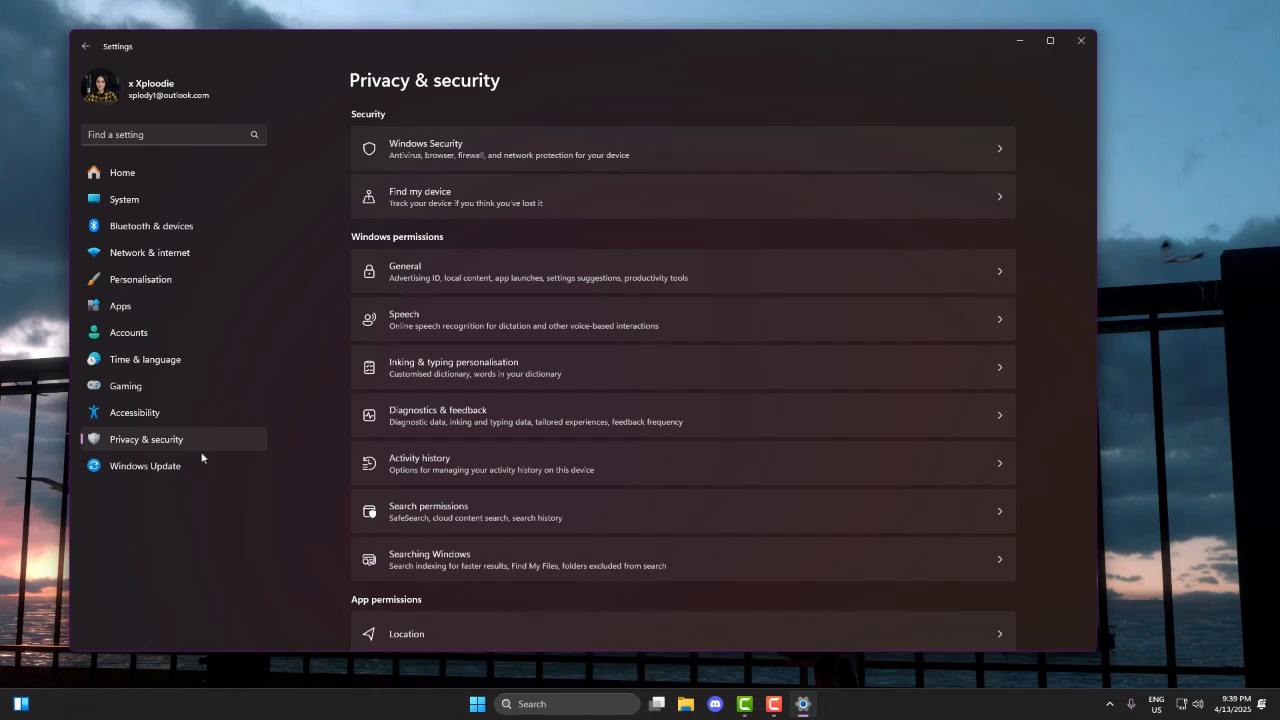 Settings
x Xploodie
xplody1@outlook.com
Find a setting
Home
System
Bluetooth & devices
Network & internet
Personalisation
Apps
Accounts
Time & language
Gaming
Accessibility
Privacy & security
Windows Update
Privacy & security
Security
Windows Security
Antivirus, browser, firewall, and network protection for your device
Find my device
Track your device if you think you've lost it
Windows permissions
General
Advertising ID, local content, app launches, settings suggestions, productivity tools
Speech
Online speech recognition for dictation and other voice-based interactions
Inking & typing personalisation
Customised dictionary, words in your dictionary
Diagnostics & feedback
Diagnostic data, inking and typing data, tailored experiences, feedback frequency
Activity history
Options for managing your activity history on this device
Search permissions
SafeSearch, cloud content search, search history
Searching Windows
Search indexing for faster results, Find My Files, folders excluded from search
App permissions
Location
Search
ENG
US
9:39 PM
4/13/2025